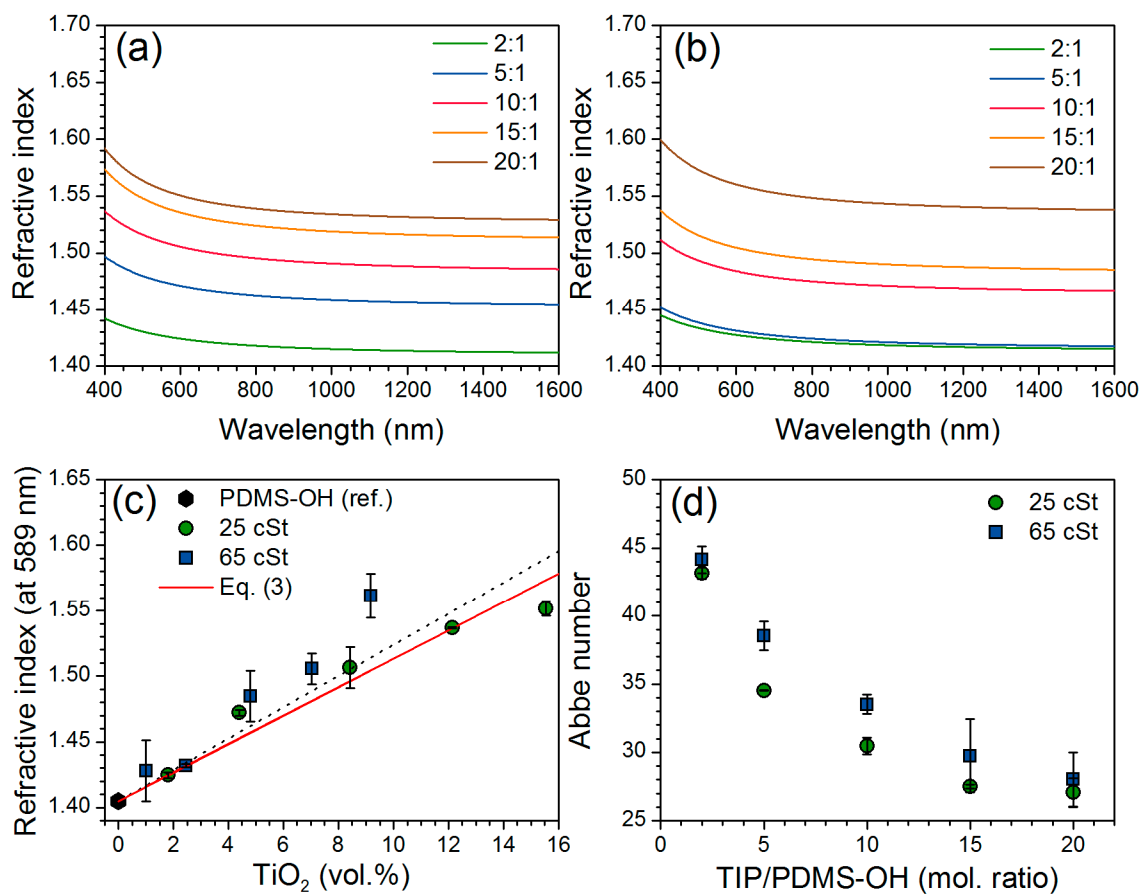 (a)
2:1
5:1
10:1
15:1
20:1
1.70
1.65
1.60
1.55
1.50
1.45
1.40
Refractive index
400 600 800 1000 1200 1400 1600
Wavelength (nm)
(b)
2:1
5:1
10:1
15:1
20:1
1.70
1.65
1.60
1.55
1.50
1.45
1.40
Refractive index
400 600 800 1000 1200 1400 1600
Wavelength (nm)
(c)
PDMS-OH (ref.)
25 cSt
65 cSt
Eq. (3)
1.65
1.60
1.55
1.50
1.45
1.40
Refractive index (at 589 nm)
0 2 4 6 8 10 12 14 16
TiO₂ (vol.%)
(d)
25 cSt
65 cSt
50
45
40
35
30
25
Abbe number
0 5 10 15 20
TIP/PDMS-OH (mol. ratio)